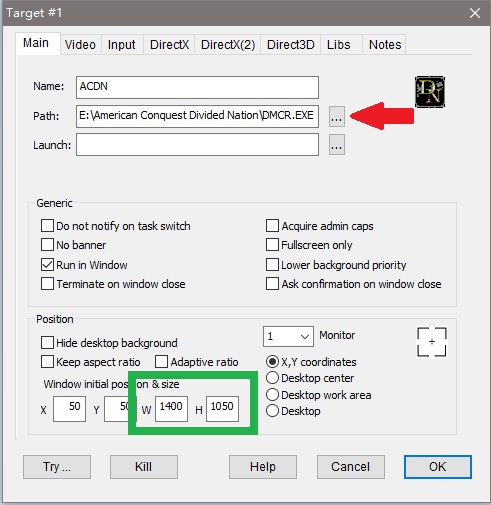 Target #1
Main Video Input DirectX DirectX(2) Direct3D Libs Notes
Name: ACDN
DN
Path: E:\American Conquest Divided Nation\DMCR.EXE ...
Launch: ...
Generic
Do not notify on task switch Acquire admin caps
No banner Fullscreen only
Run in Window Lower background priority
Terminate on window close Ask confirmation on window close
Position
Hide desktop background 1 Monitor
Keep aspect ratio Adaptive ratio X,Y coordinates
Desktop center
Window initial position & size Desktop work area
X 50 Y 50 W 1400 H 1050 Desktop
Try ... Kill Help Cancel OK